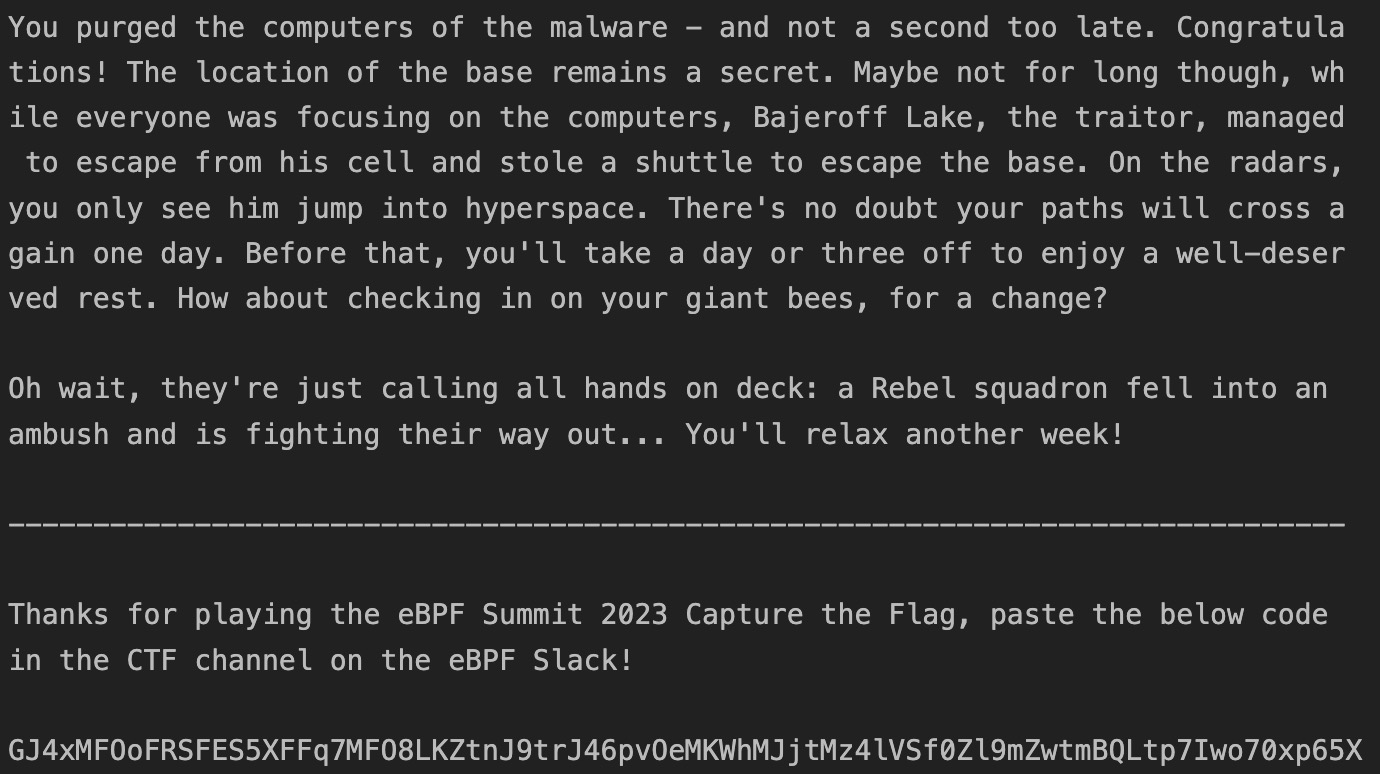 You purged the computers of the malware - and not a second too late. Congratula
tions! The location of the base remains a secret. Maybe not for long though, wh
ile everyone was focusing on the computers, Bajeroff Lake, the traitor, managed
 to escape from his cell and stole a shuttle to escape the base. On the radars,
you only see him jump into hyperspace. There's no doubt your paths will cross a
gain one day. Before that, you'll take a day or three off to enjoy a well-deser
ved rest. How about checking in on your giant bees, for a change?
Oh wait, they're just calling all hands on deck: a Rebel squadron fell into an
ambush and is fighting their way out... You'll relax another week!
-------------------------------------------------------------------------------
Thanks for playing the eBPF Summit 2023 Capture the Flag, paste the below code
in the CTF channel on the eBPF Slack!
GJ4xMFOoFRSFES5XFFq7MFO8LKZtnJ9trJ46pvOeMKWhMJjtMz4lVSf0Zl9mZwtmBQLtp7Iwo70xp65X